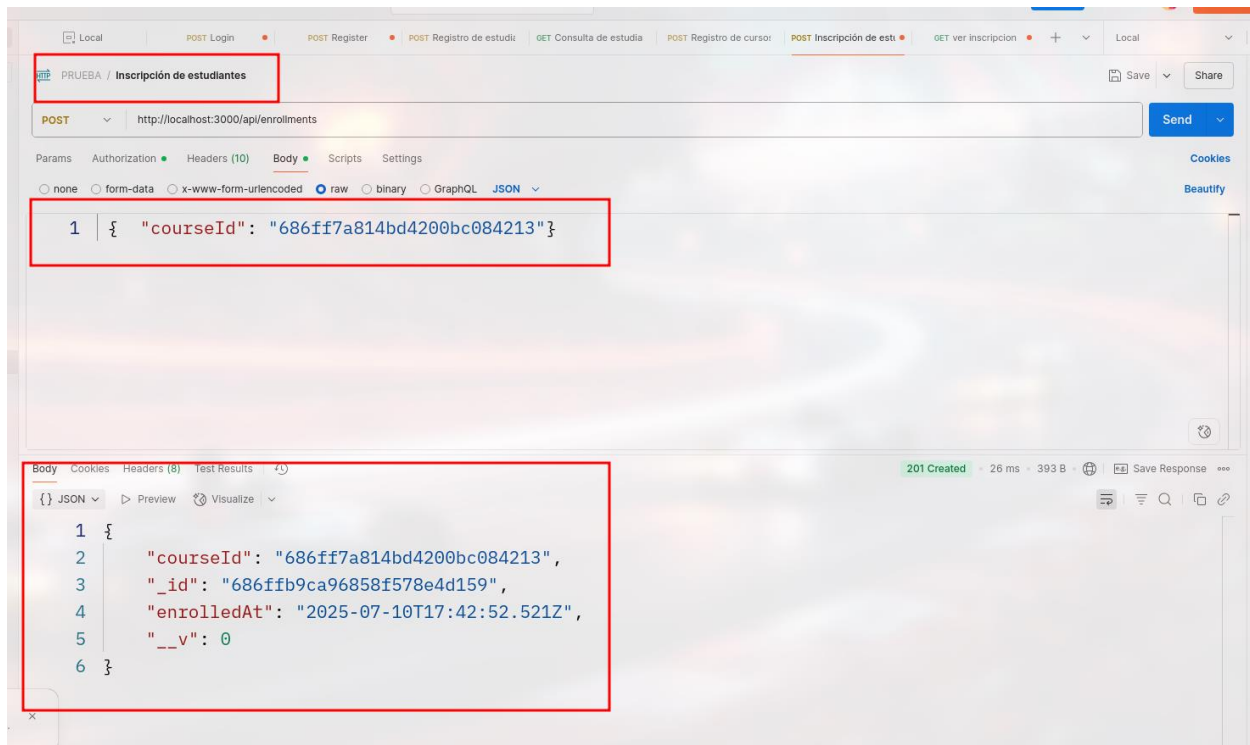 Local POST Login POST Register POST Registro de estudia GET Consulta de estudia POST Registro de cursos POST Inscripción de estu GET ver inscripcion Local
HTTP PRUEBA / Inscripción de estudiantes Save Share
POST http://localhost:3000/api/enrollments Send
Params Authorization Headers (10) Body Scripts Settings Cookies
none form-data x-www-form-urlencoded raw binary GraphQL JSON Beautify
1 { "courseId": "686ff7a814bd4200bc084213"}
Body Cookies Headers (8) Test Results 201 Created 26 ms 393 B Save Response
{} JSON Preview Visualize
1 {
2 "courseId": "686ff7a814bd4200bc084213",
3 "_id": "686ffb9ca96858f578e4d159",
4 "enrolledAt": "2025-07-10T17:42:52.521Z",
5 "__v": 0
6 }